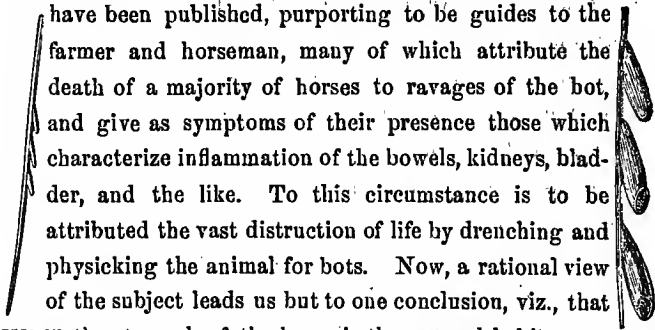 have been published, purporting to be guides to the
farmer and horseman, many of which attribute the
death of a majority of horses to ravages of the bot,
and give as symptoms of their presence those which
characterize inflammation of the bowels, kidneys, blad-
der, and the like. To this circumstance is to be
attributed the vast distruction of life by drenching and
physicking the animal for bots. Now, a rational view
of the subject leads us but to one conclusion, viz., that